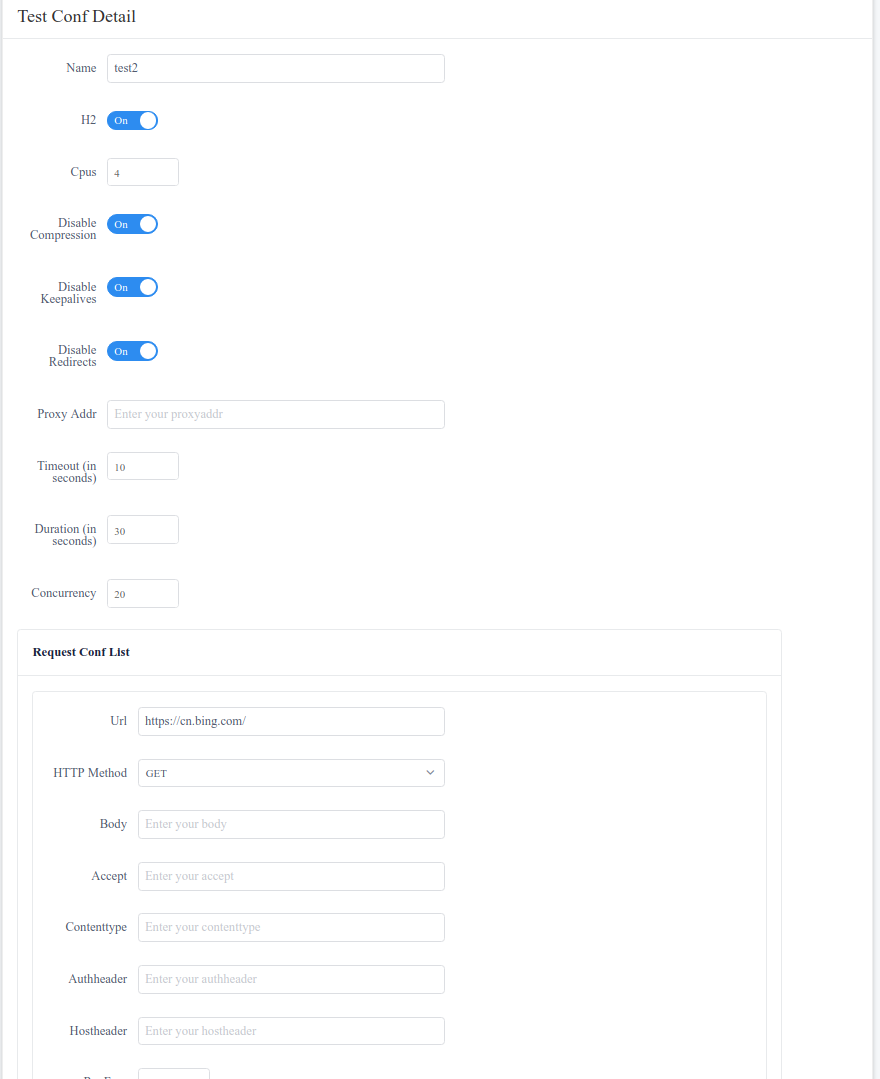 Test Conf Detail
Name test2
H2 On
Cpus 4
Disable
Compression On
Disable
Keepalives On
Disable
Redirects On
Proxy Addr Enter your proxyaddr
Timeout (in
seconds) 10
Duration (in
seconds) 30
Concurrency 20
Request Conf List
Url https://cn.bing.com/
HTTP Method GET
Body Enter your body
Accept Enter your accept
Contenttype Enter your contenttype
Authheader Enter your authheader
Hostheader Enter your hostheader